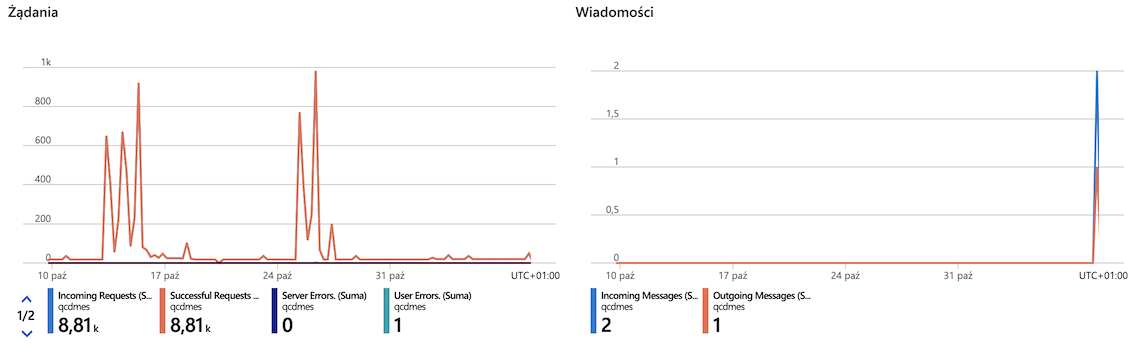 Żądania
1k
800
600
400
200
0
10 paź 17 paź 24 paź 31 paź UTC+01:00
1/2
Incoming Requests (S... Successful Requests ... Server Errors. (Suma) User Errors. (Suma)
qcdmes qcdmes qcdmes qcdmes
8,81 k 8,81 k 0 1
Wiadomości
2
1,5
1
0,5
0
10 paź 17 paź 24 paź 31 paź UTC+01:00
Incoming Messages (S... Outgoing Messages (S...
qcdmes qcdmes
2 1